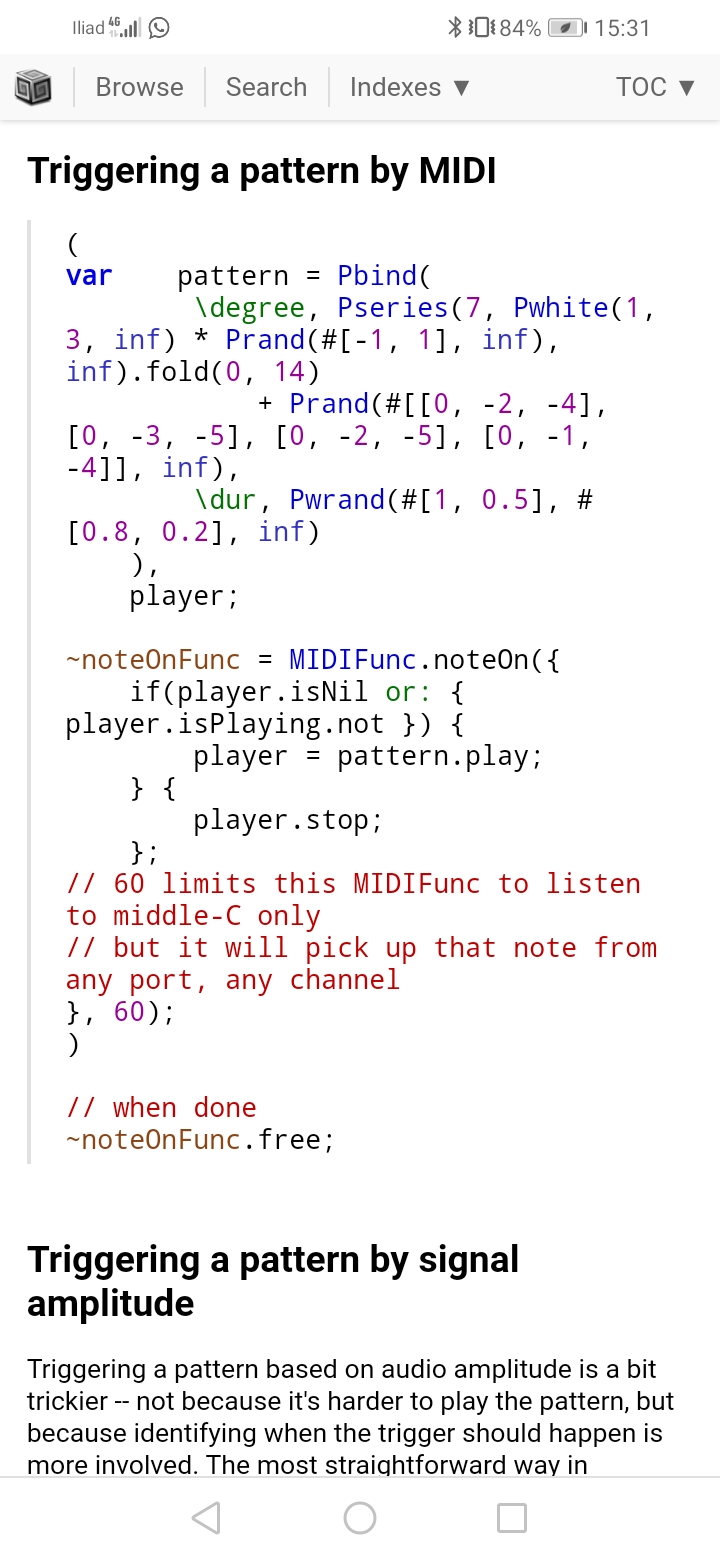 Iliad 4G 84% 15:31
Browse Search Indexes ▼ TOC ▼
Triggering a pattern by MIDI
(
var    pattern = Pbind(
        \degree, Pseries(7, Pwhite(1,
3, inf) * Prand(#[-1, 1], inf),
inf).fold(0, 14)
            + Prand(#[[0, -2, -4],
[0, -3, -5], [0, -2, -5], [0, -1,
-4]], inf),
        \dur, Pwrand(#[1, 0.5], #
[0.8, 0.2], inf)
    ),
    player;
~noteOnFunc = MIDIFunc.noteOn({
    if(player.isNil or: {
player.isPlaying.not }) {
        player = pattern.play;
    } {
        player.stop;
    };
// 60 limits this MIDIFunc to listen
to middle-C only
// but it will pick up that note from
any port, any channel
}, 60);
)
// when done
~noteOnFunc.free;
Triggering a pattern by signal
amplitude
Triggering a pattern based on audio amplitude is a bit
trickier -- not because it's harder to play the pattern, but
because identifying when the trigger should happen is
more involved. The most straightforward way in